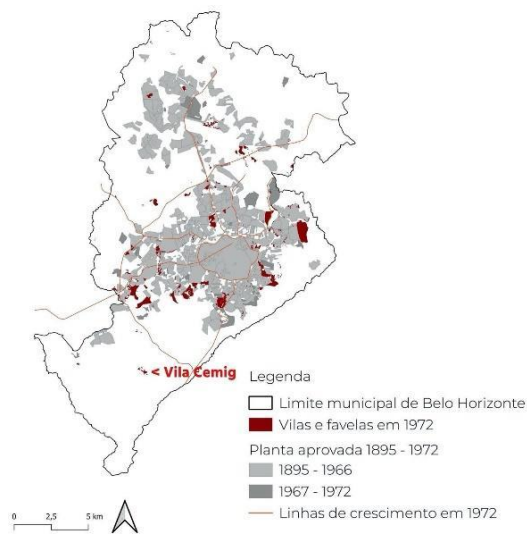 < Vila Cemig
Legenda
Limite municipal de Belo Horizonte
Vilas e favelas em 1972
Planta aprovada 1895 - 1972
1895 - 1966
1967 - 1972
Linhas de crescimento em 1972
0 2,5 5 km